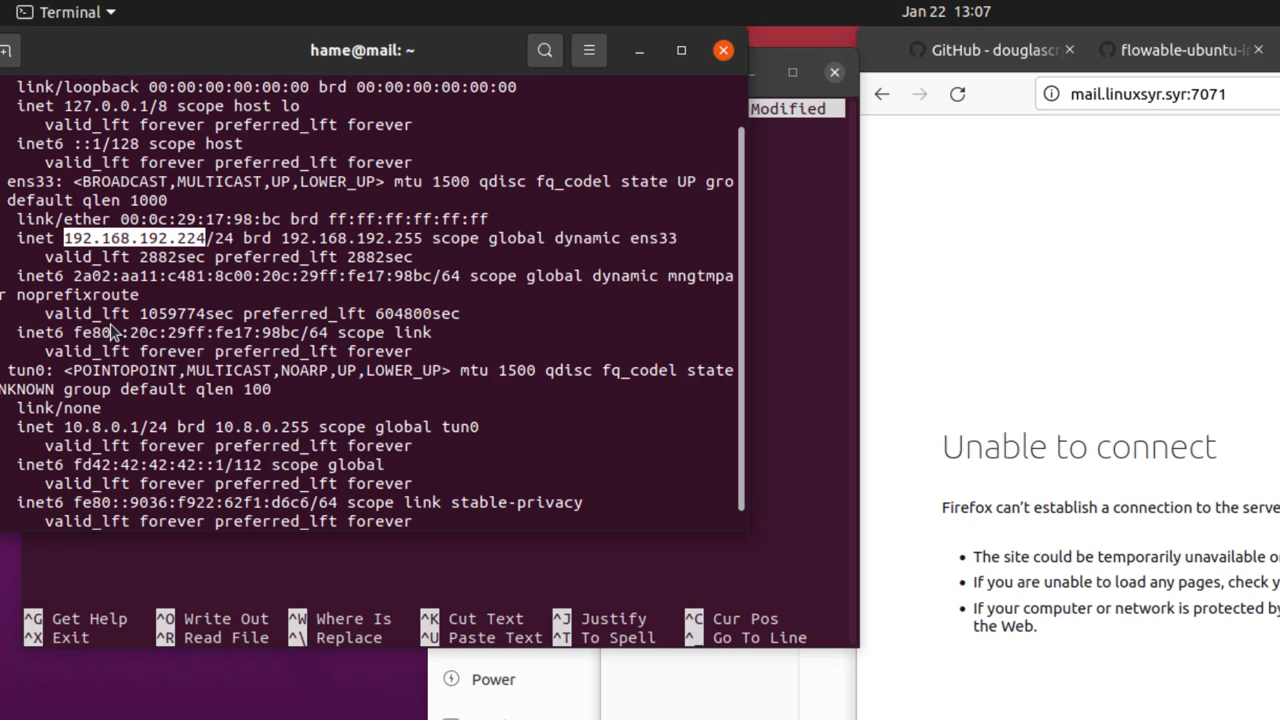 Terminal
Jan 22 13:07
hame@mail: ~
GitHub - douglascr
flowable-ubuntu-i
mail.linuxsyr.syr:7071
link/loopback 00:00:00:00:00:00 brd 00:00:00:00:00:00
inet 127.0.0.1/8 scope host lo
valid_lft forever preferred_lft forever
inet6 ::1/128 scope host
valid_lft forever preferred_lft forever
ens33: <BROADCAST,MULTICAST,UP,LOWER_UP> mtu 1500 qdisc fq_codel state UP gro
default qlen 1000
link/ether 00:0c:29:17:98:bc brd ff:ff:ff:ff:ff:ff
inet 192.168.192.224/24 brd 192.168.192.255 scope global dynamic ens33
valid_lft 2882sec preferred_lft 2882sec
inet6 2a02:aa11:c481:8c00:20c:29ff:fe17:98bc/64 scope global dynamic mngtmpa
r noprefixroute
valid_lft 1059774sec preferred_lft 604800sec
inet6 fe80::20c:29ff:fe17:98bc/64 scope link
valid_lft forever preferred_lft forever
tun0: <POINTOPOINT,MULTICAST,NOARP,UP,LOWER_UP> mtu 1500 qdisc fq_codel state
NKNOWN group default qlen 100
link/none
inet 10.8.0.1/24 brd 10.8.0.255 scope global tun0
valid_lft forever preferred_lft forever
inet6 fd42:42:42:42::1/112 scope global
valid_lft forever preferred_lft forever
inet6 fe80::9036:f922:62f1:d6c6/64 scope link stable-privacy
valid_lft forever preferred_lft forever
Modified
^G Get Help ^O Write Out ^W Where Is ^K Cut Text ^J Justify ^C Cur Pos
^X Exit ^R Read File ^\ Replace ^U Paste Text ^T To Spell ^_ Go To Line
Power
Unable to connect
Firefox can't establish a connection to the serve
The site could be temporarily unavailable o
If you are unable to load any pages, check y
If your computer or network is protected b
the Web.